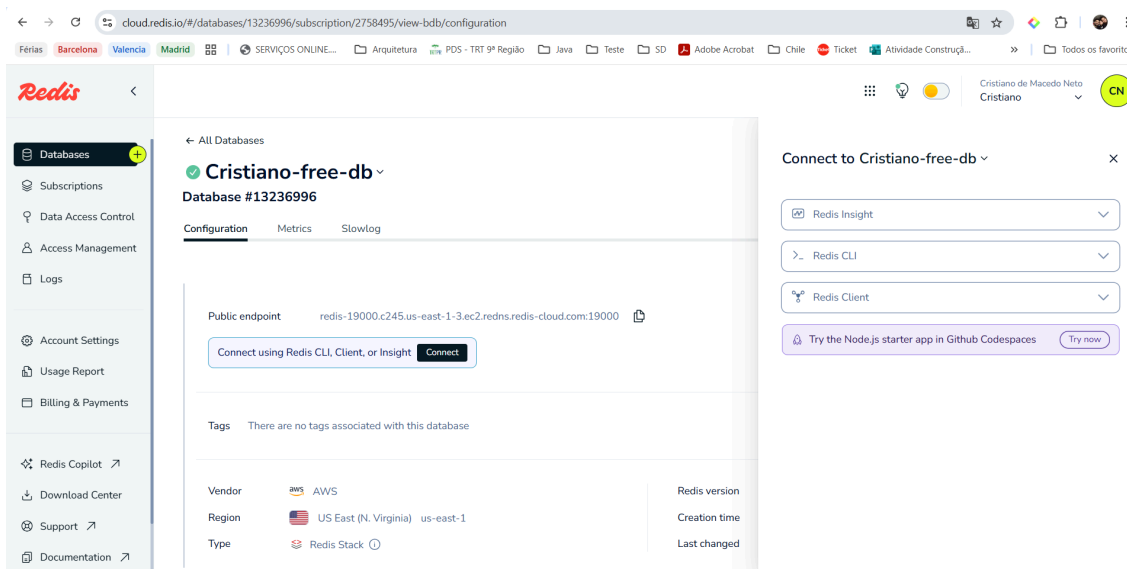 cloud.redis.io/#/databases/13236996/subscription/2758495/view-bdb/configuration
Férias Barcelona Valencia Madrid SERVIÇOS ONLINE.... Arquitetura PDS - TRT 9ª Região Java Teste SD Adobe Acrobat Chile Ticket Atividade Construçã... » Todos os favorito
Redis
Cristiano de Macedo Neto
Cristiano
CN
Databases
Subscriptions
Data Access Control
Access Management
Logs
Account Settings
Usage Report
Billing & Payments
Redis Copilot
Download Center
Support
Documentation
← All Databases
Cristiano-free-db
Database #13236996
Configuration Metrics Slowlog
Public endpoint redis-19000.c245.us-east-1-3.ec2.redns.redis-cloud.com:19000
Connect using Redis CLI, Client, or Insight Connect
Tags There are no tags associated with this database
Vendor aws AWS
Region US East (N. Virginia) us-east-1
Type Redis Stack
Redis version
Creation time
Last changed
Connect to Cristiano-free-db
Redis Insight
Redis CLI
Redis Client
Try the Node.js starter app in Github Codespaces Try now